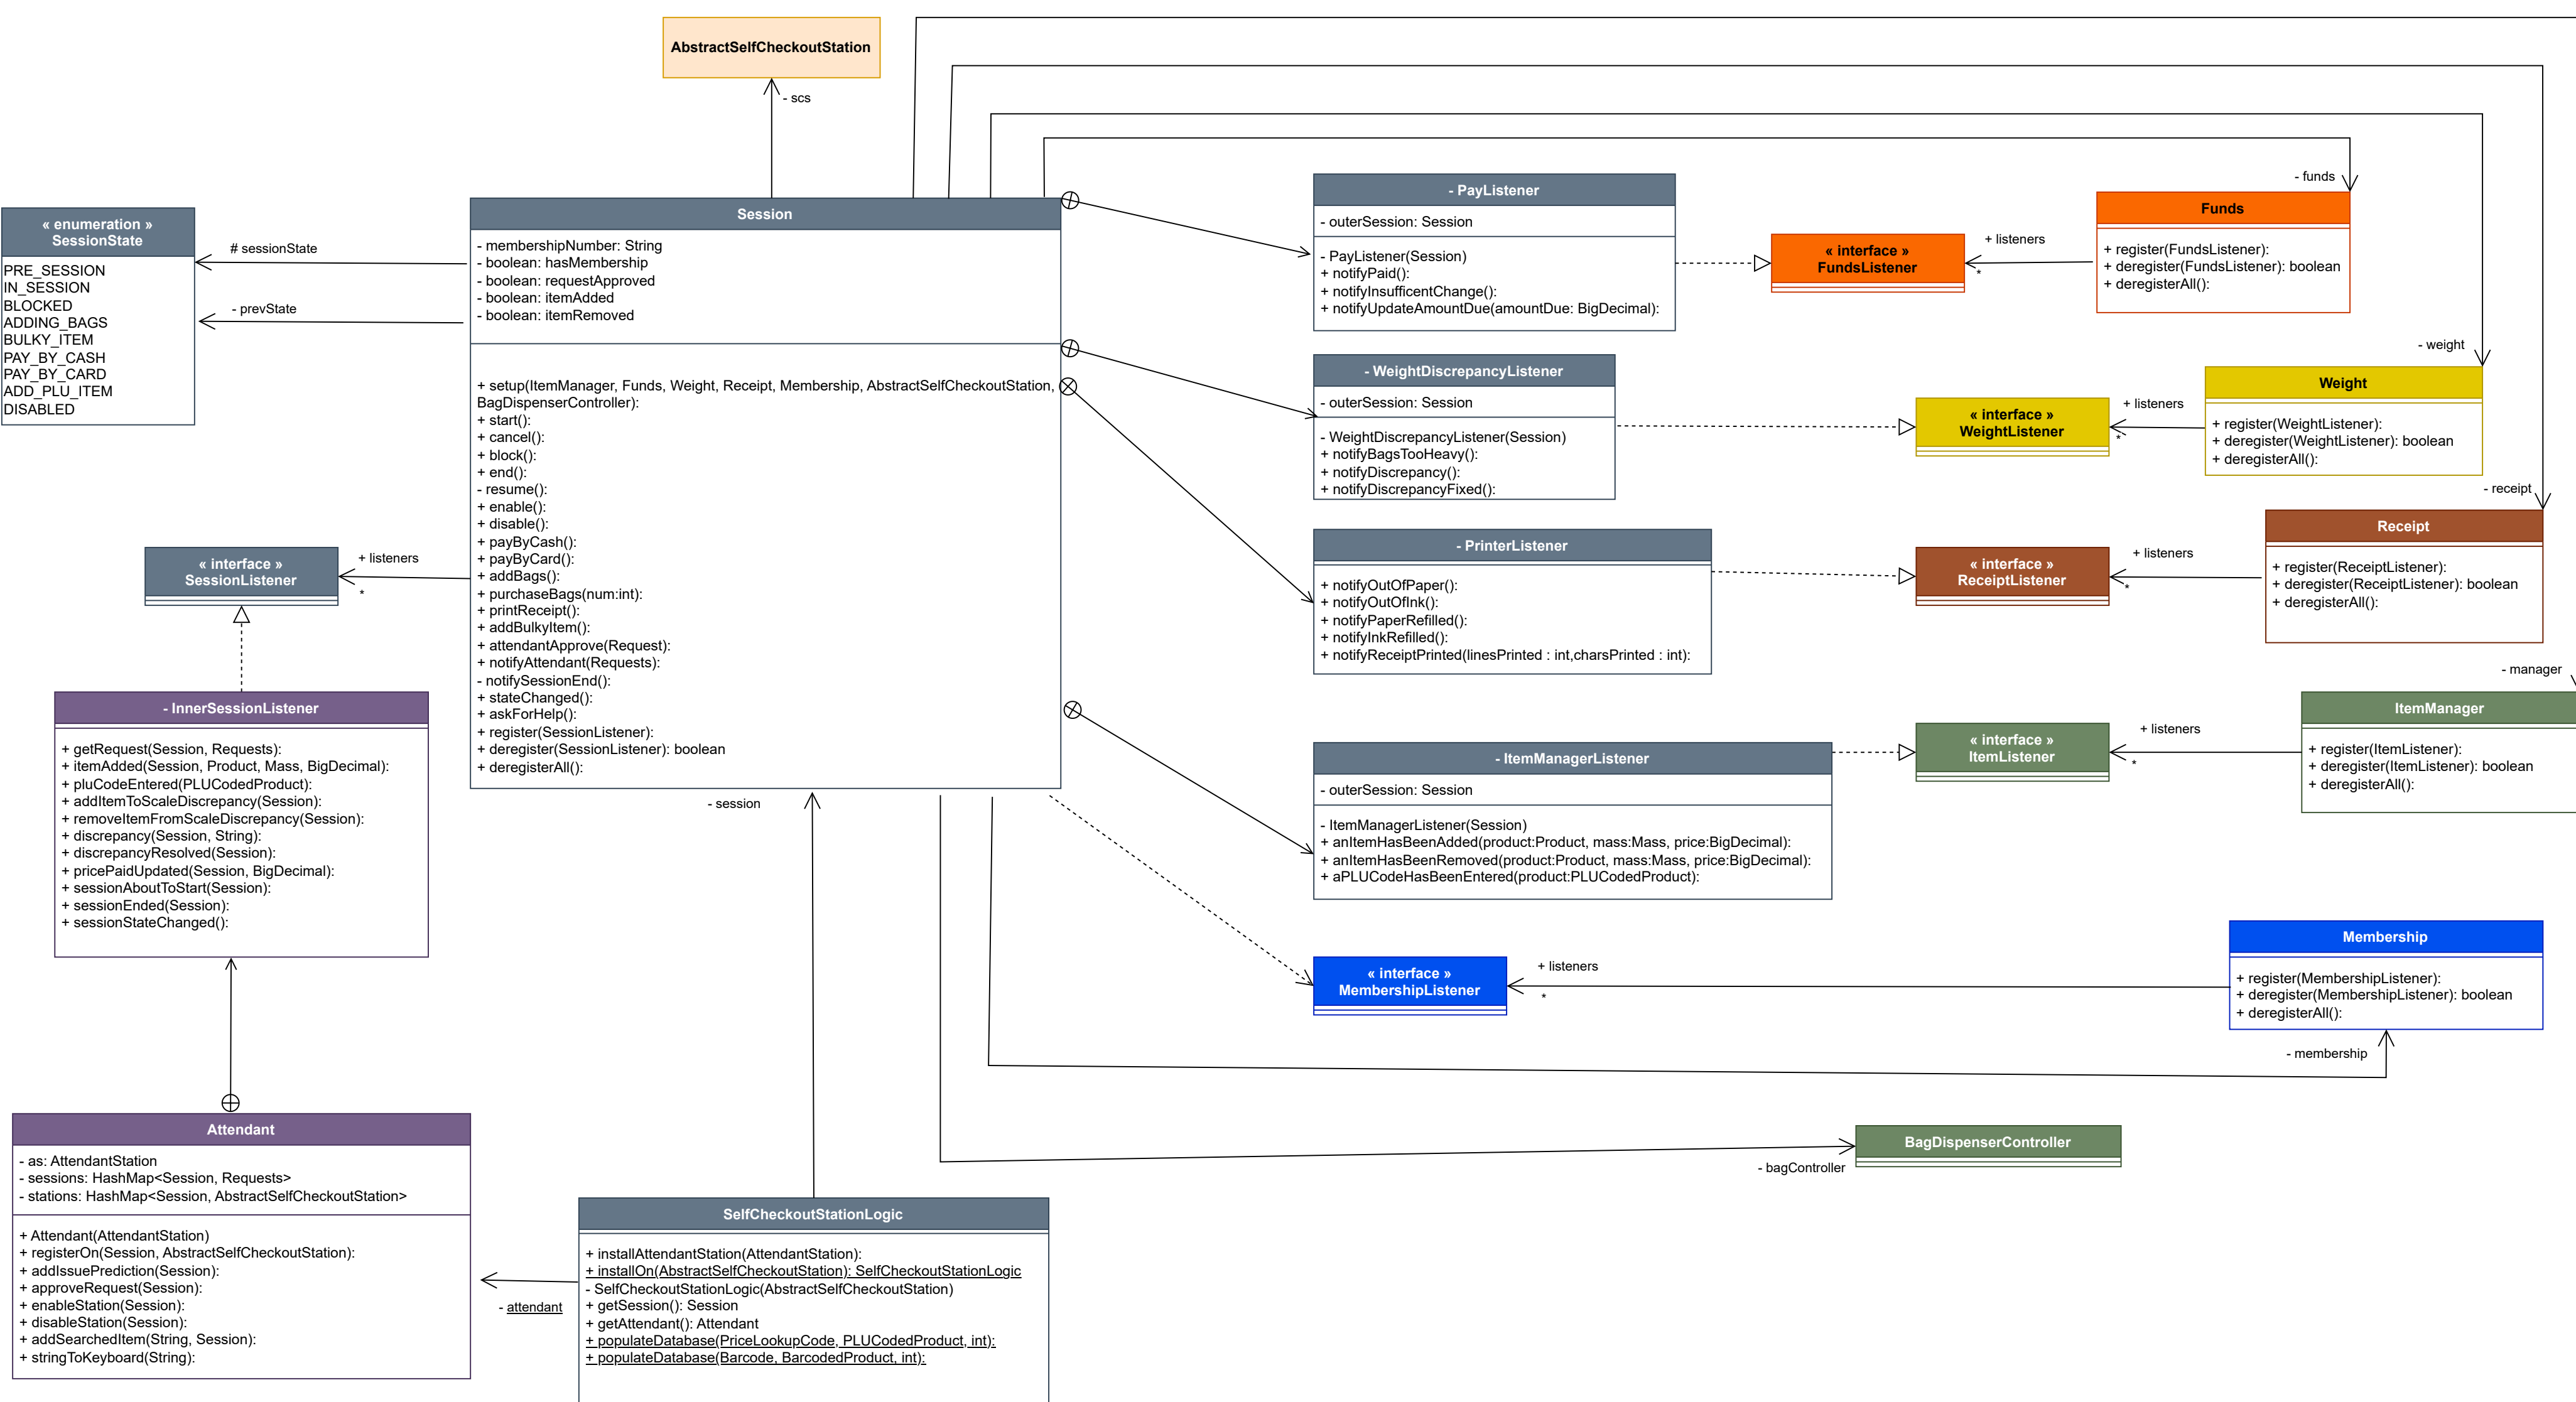 AbstractSelfCheckoutStation
- scs
« enumeration »
SessionState
PRE_SESSION
IN_SESSION
BLOCKED
ADDING_BAGS
BULKY_ITEM
PAY_BY_CASH
PAY_BY_CARD
ADD_PLU_ITEM
DISABLED
# sessionState
- prevState
Session
- membershipNumber: String
- boolean: hasMembership
- boolean: requestApproved
- boolean: itemAdded
- boolean: itemRemoved
+ setup(ItemManager, Funds, Weight, Receipt, Membership, AbstractSelfCheckoutStation,
BagDispenserController):
+ start():
+ cancel():
+ block():
+ end():
- resume():
+ enable():
+ disable():
+ payByCash():
+ payByCard():
+ addBags():
+ purchaseBags(num:int):
+ printReceipt():
+ addBulkyItem():
+ attendantApprove(Request):
+ notifyAttendant(Requests):
- notifySessionEnd():
+ stateChanged():
+ askForHelp():
+ register(SessionListener):
+ deregister(SessionListener): boolean
+ deregisterAll():
« interface »
SessionListener
+ listeners
*
- InnerSessionListener
+ getRequest(Session, Requests):
+ itemAdded(Session, Product, Mass, BigDecimal):
+ pluCodeEntered(PLUCodedProduct):
+ addItemToScaleDiscrepancy(Session):
+ removeItemFromScaleDiscrepancy(Session):
+ discrepancy(Session, String):
+ discrepancyResolved(Session):
+ pricePaidUpdated(Session, BigDecimal):
+ sessionAboutToStart(Session):
+ sessionEnded(Session):
+ sessionStateChanged():
Attendant
- as: AttendantStation
- sessions: HashMap<Session, Requests>
- stations: HashMap<Session, AbstractSelfCheckoutStation>
+ Attendant(AttendantStation)
+ registerOn(Session, AbstractSelfCheckoutStation):
+ addIssuePrediction(Session):
+ approveRequest(Session):
+ enableStation(Session):
+ disableStation(Session):
+ addSearchedItem(String, Session):
+ stringToKeyboard(String):
- attendant
- session
SelfCheckoutStationLogic
+ installAttendantStation(AttendantStation):
+ installOn(AbstractSelfCheckoutStation): SelfCheckoutStationLogic
- SelfCheckoutStationLogic(AbstractSelfCheckoutStation)
+ getSession(): Session
+ getAttendant(): Attendant
+ populateDatabase(PriceLookupCode, PLUCodedProduct, int):
+ populateDatabase(Barcode, BarcodedProduct, int):
- PayListener
- outerSession: Session
- PayListener(Session)
+ notifyPaid():
+ notifyInsufficentChange():
+ notifyUpdateAmountDue(amountDue: BigDecimal):
« interface »
FundsListener
+ listeners
*
- funds
Funds
+ register(FundsListener):
+ deregister(FundsListener): boolean
+ deregisterAll():
- WeightDiscrepancyListener
- outerSession: Session
- WeightDiscrepancyListener(Session)
+ notifyBagsTooHeavy():
+ notifyDiscrepancy():
+ notifyDiscrepancyFixed():
« interface »
WeightListener
+ listeners
*
- weight
Weight
+ register(WeightListener):
+ deregister(WeightListener): boolean
+ deregisterAll():
- PrinterListener
+ notifyOutOfPaper():
+ notifyOutOfInk():
+ notifyPaperRefilled():
+ notifyInkRefilled():
+ notifyReceiptPrinted(linesPrinted : int,charsPrinted : int):
« interface »
ReceiptListener
+ listeners
*
- receipt
Receipt
+ register(ReceiptListener):
+ deregister(ReceiptListener): boolean
+ deregisterAll():
- ItemManagerListener
- outerSession: Session
- ItemManagerListener(Session)
+ anItemHasBeenAdded(product:Product, mass:Mass, price:BigDecimal):
+ anItemHasBeenRemoved(product:Product, mass:Mass, price:BigDecimal):
+ aPLUCodeHasBeenEntered(product:PLUCodedProduct):
« interface »
ItemListener
+ listeners
*
- manager
ItemManager
+ register(ItemListener):
+ deregister(ItemListener): boolean
+ deregisterAll():
« interface »
MembershipListener
+ listeners
*
Membership
+ register(MembershipListener):
+ deregister(MembershipListener): boolean
+ deregisterAll():
- membership
BagDispenserController
- bagController